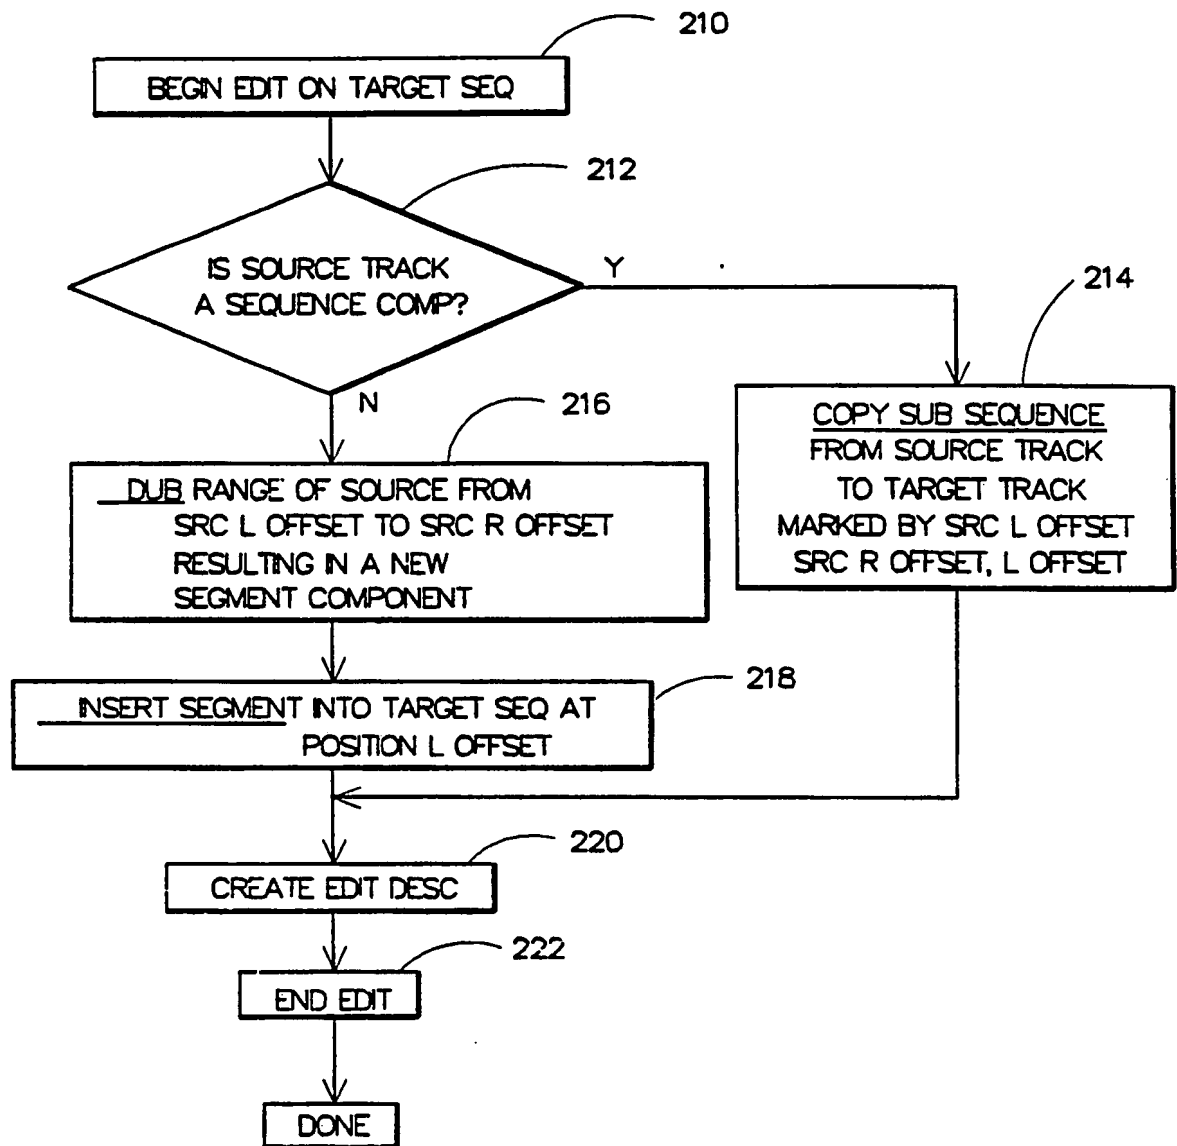 210
BEGIN EDIT ON TARGET SEQ
212
IS SOURCE TRACK
A SEQUENCE COMP?
Y
N
214
COPY SUB SEQUENCE
FROM SOURCE TRACK
TO TARGET TRACK
MARKED BY SRC L OFFSET
SRC R OFFSET, L OFFSET
216
DUB RANGE OF SOURCE FROM
SRC L OFFSET TO SRC R OFFSET
RESULTING IN A NEW
SEGMENT COMPONENT
218
INSERT SEGMENT INTO TARGET SEQ AT
POSITION L OFFSET
220
CREATE EDIT DESC
222
END EDIT
DONE